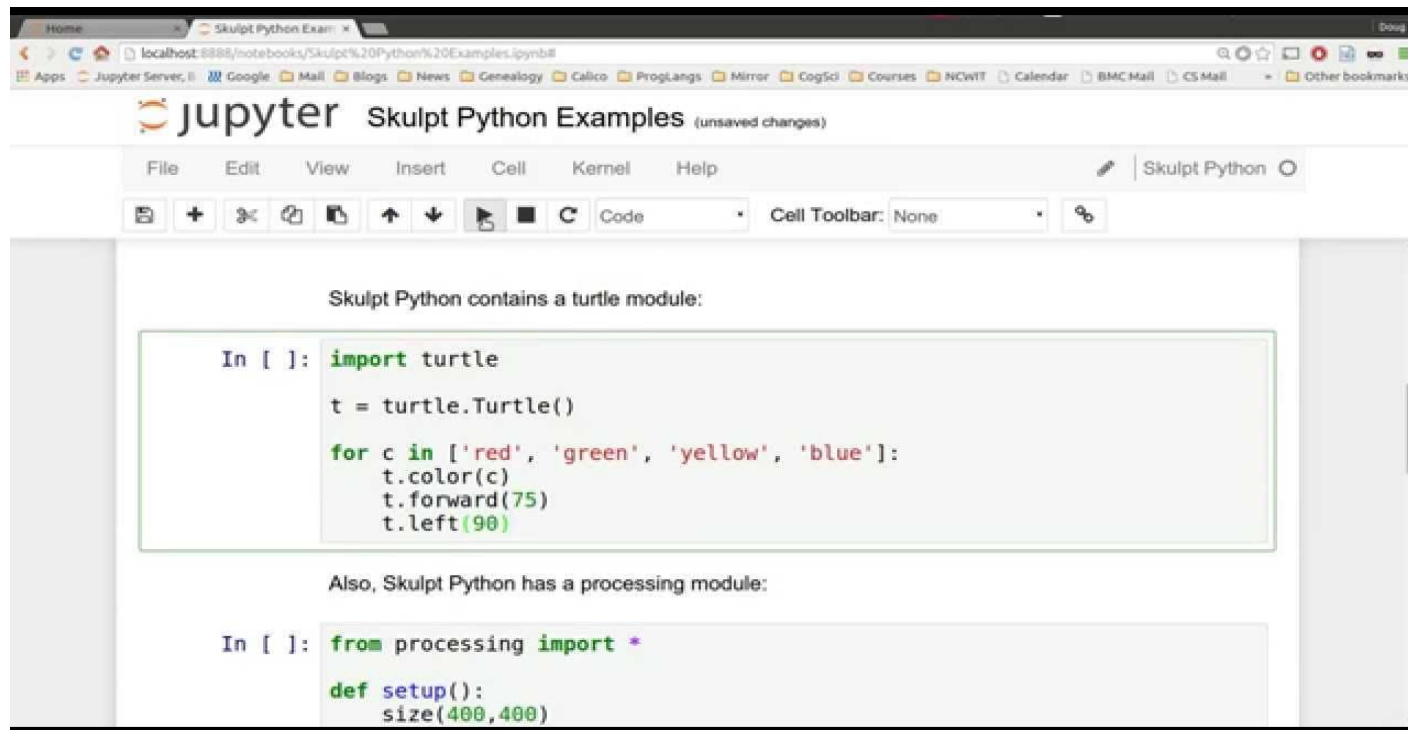 Home
Skulpt Python Exam
Doug
localhost:8888/notebooks/Skulpt%20Python%20Examples.ipynb#
Apps Jupyter Server, Google Mail Blogs News Genealogy Calico ProgLangs Mirror CogSci Courses NCWIT Calendar BMC Mail CS Mail » Other bookmarks
jupyter Skulpt Python Examples (unsaved changes)
File Edit View Insert Cell Kernel Help Skulpt Python
Code Cell Toolbar: None
Skulpt Python contains a turtle module:
In [ ]: import turtle
t = turtle.Turtle()
for c in ['red', 'green', 'yellow', 'blue']:
    t.color(c)
    t.forward(75)
    t.left(90)
Also, Skulpt Python has a processing module:
In [ ]: from processing import *
def setup():
    size(400,400)